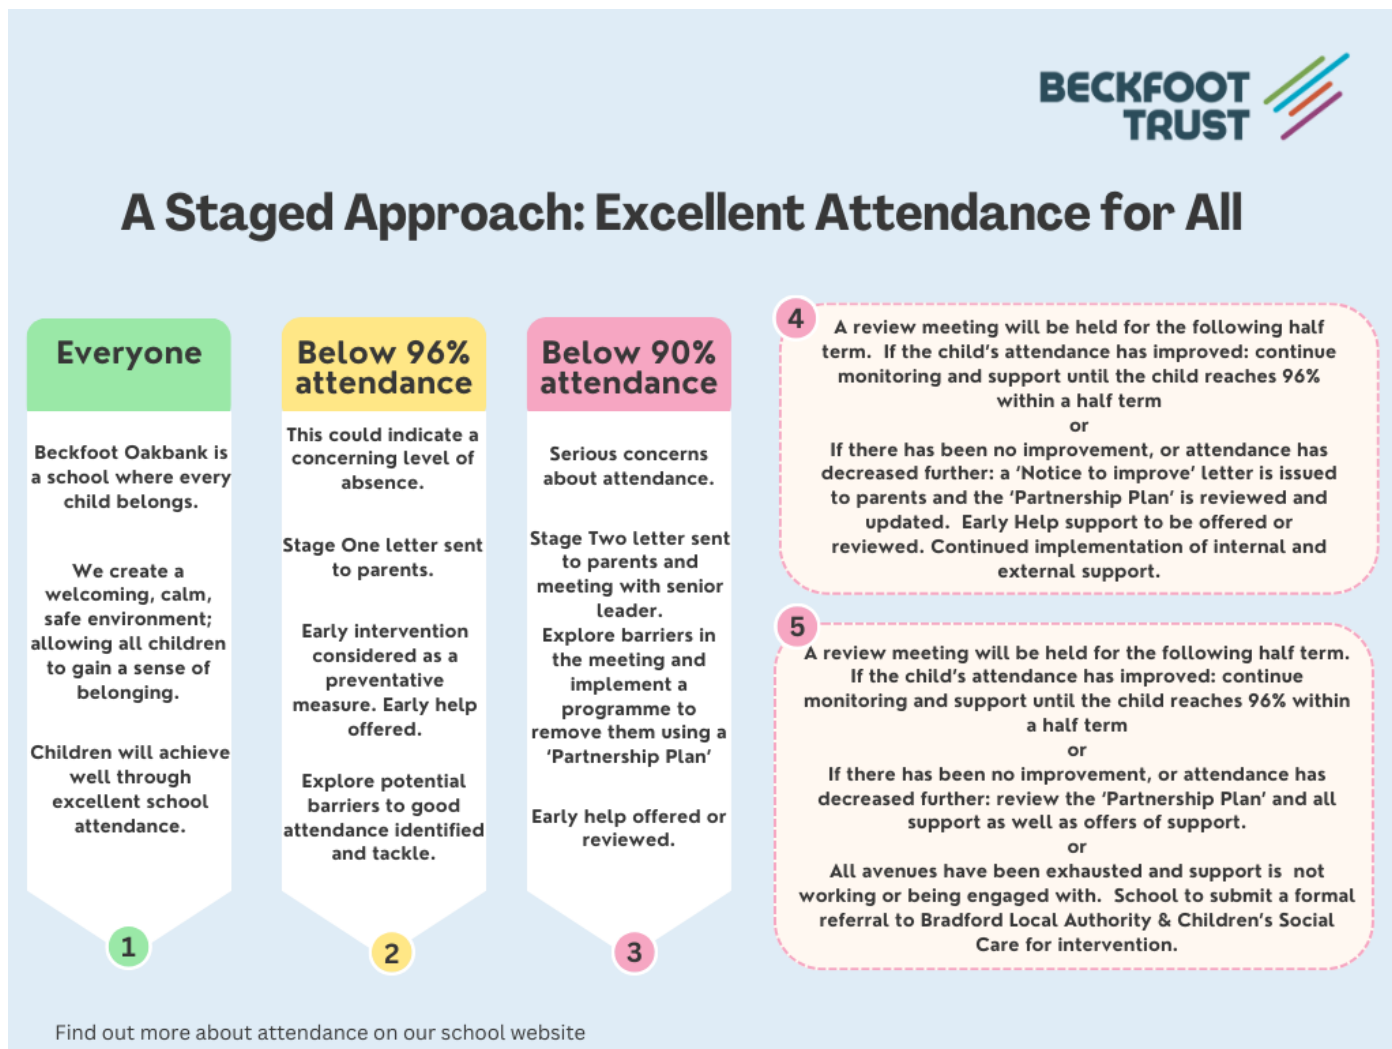 BECKFOOT
TRUST
A Staged Approach: Excellent Attendance for All
Everyone
Beckfoot Oakbank is
a school where every
child belongs.
We create a
welcoming, calm,
safe environment;
allowing all children
to gain a sense of
belonging.
Children will achieve
well through
excellent school
attendance.
1
Below 96%
attendance
This could indicate a
concerning level of
absence.
Stage One letter sent
to parents.
Early intervention
considered as a
preventative
measure. Early help
offered.
Explore potential
barriers to good
attendance identified
and tackle.
2
Below 90%
attendance
Serious concerns
about attendance.
Stage Two letter sent
to parents and
meeting with senior
leader.
Explore barriers in
the meeting and
implement a
programme to
remove them using a
‘Partnership Plan’
Early help offered or
reviewed.
3
4
A review meeting will be held for the following half
term.  If the child’s attendance has improved: continue
monitoring and support until the child reaches 96%
within a half term
or
If there has been no improvement, or attendance has
decreased further: a ‘Notice to improve’ letter is issued
to parents and the ‘Partnership Plan’ is reviewed and
updated.  Early Help support to be offered or
reviewed. Continued implementation of internal and
external support.
5
A review meeting will be held for the following half term.
If the child’s attendance has improved: continue
monitoring and support until the child reaches 96% within
a half term
or
If there has been no improvement, or attendance has
decreased further: review the ‘Partnership Plan’ and all
support as well as offers of support.
or
All avenues have been exhausted and support is  not
working or being engaged with.  School to submit a formal
referral to Bradford Local Authority & Children’s Social
Care for intervention.
Find out more about attendance on our school website